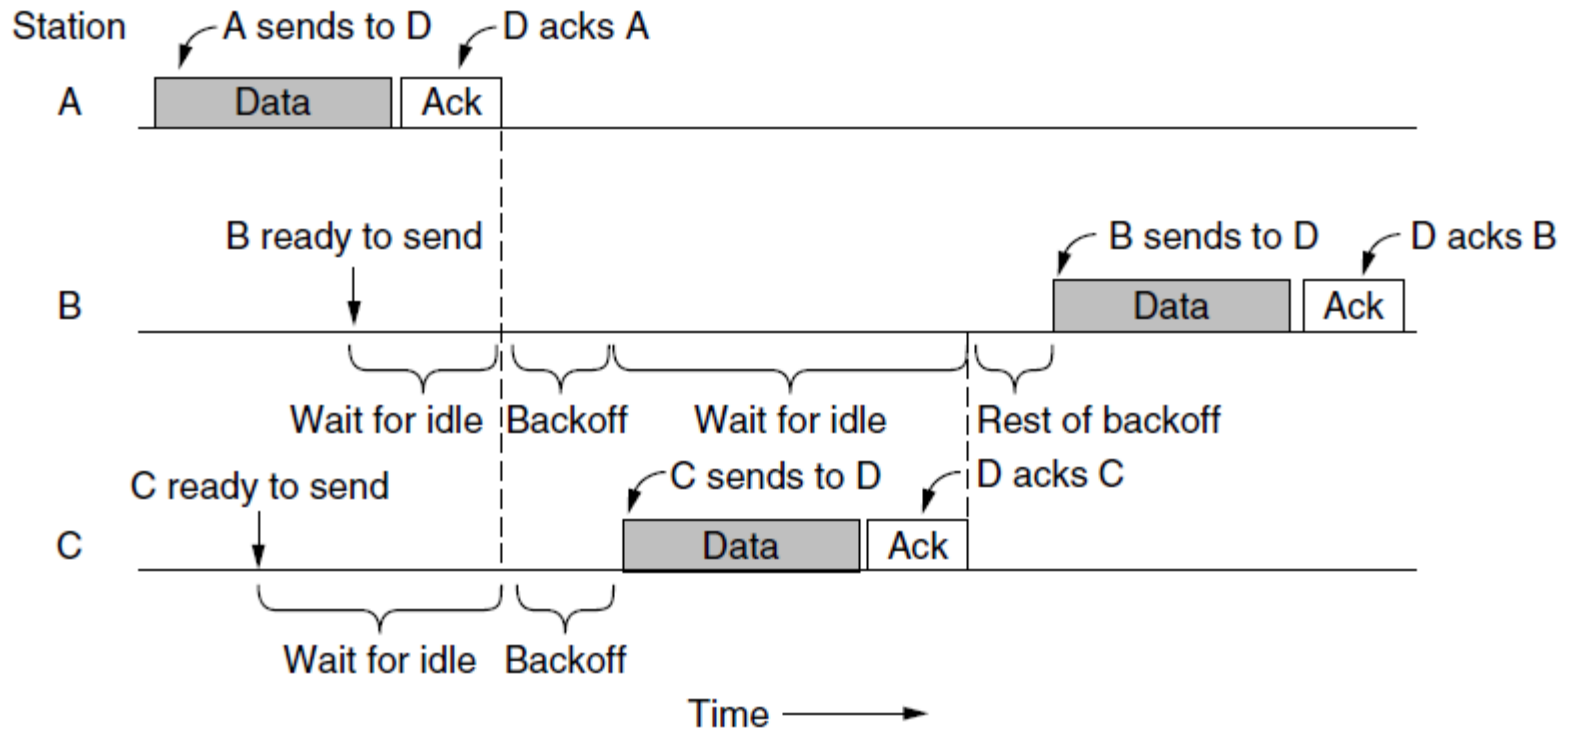 Station
A sends to D
D acks A
A
Data
Ack
B ready to send
B sends to D
D acks B
B
Data
Ack
Wait for idle
Backoff
Wait for idle
Rest of backoff
C ready to send
C sends to D
D acks C
C
Data
Ack
Wait for idle
Backoff
Time